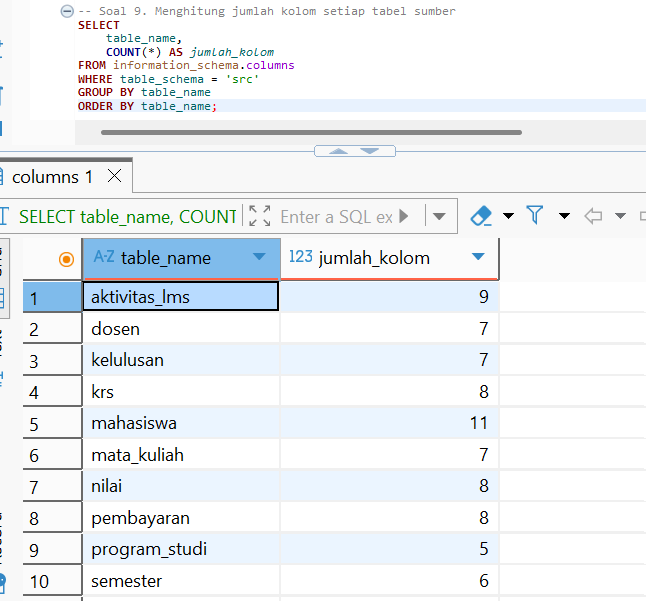 -- Soal 9. Menghitung jumlah kolom setiap tabel sumber
SELECT
table_name,
COUNT(*) AS jumlah_kolom
FROM information_schema.columns
WHERE table_schema = 'src'
GROUP BY table_name
ORDER BY table_name;
columns 1
SELECT table_name, COUNT Enter a SQL ex
A-Z table_name 123 jumlah_kolom
1 aktivitas_lms 9
2 dosen 7
3 kelulusan 7
4 krs 8
5 mahasiswa 11
6 mata_kuliah 7
7 nilai 8
8 pembayaran 8
9 program_studi 5
10 semester 6